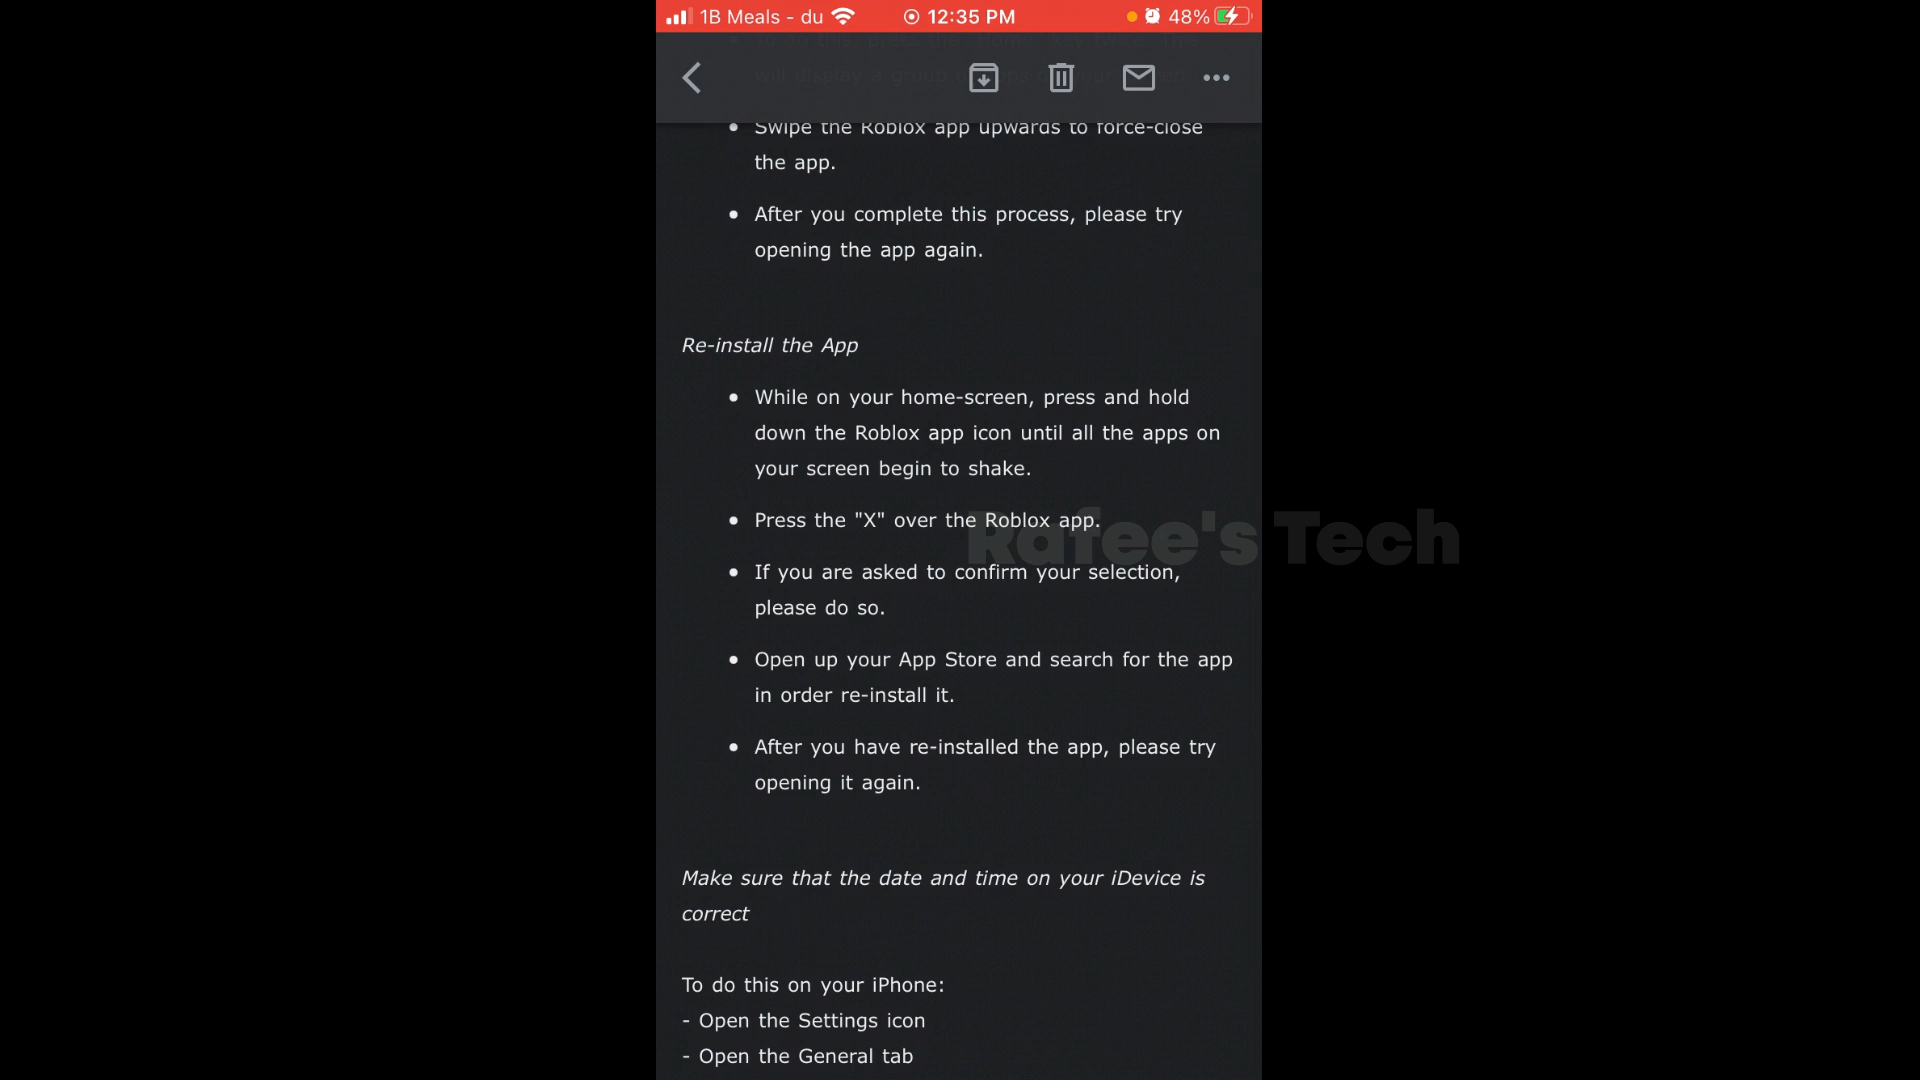 1B Meals - du 12:35 PM 48%
will display a group
• Swipe the Roblox app upwards to force-close
the app.
• After you complete this process, please try
opening the app again.
Re-install the App
• While on your home-screen, press and hold
down the Roblox app icon until all the apps on
your screen begin to shake.
• Press the "X" over the Roblox app.
Rafee's Tech
• If you are asked to confirm your selection,
please do so.
• Open up your App Store and search for the app
in order re-install it.
• After you have re-installed the app, please try
opening it again.
Make sure that the date and time on your iDevice is
correct
To do this on your iPhone:
- Open the Settings icon
- Open the General tab